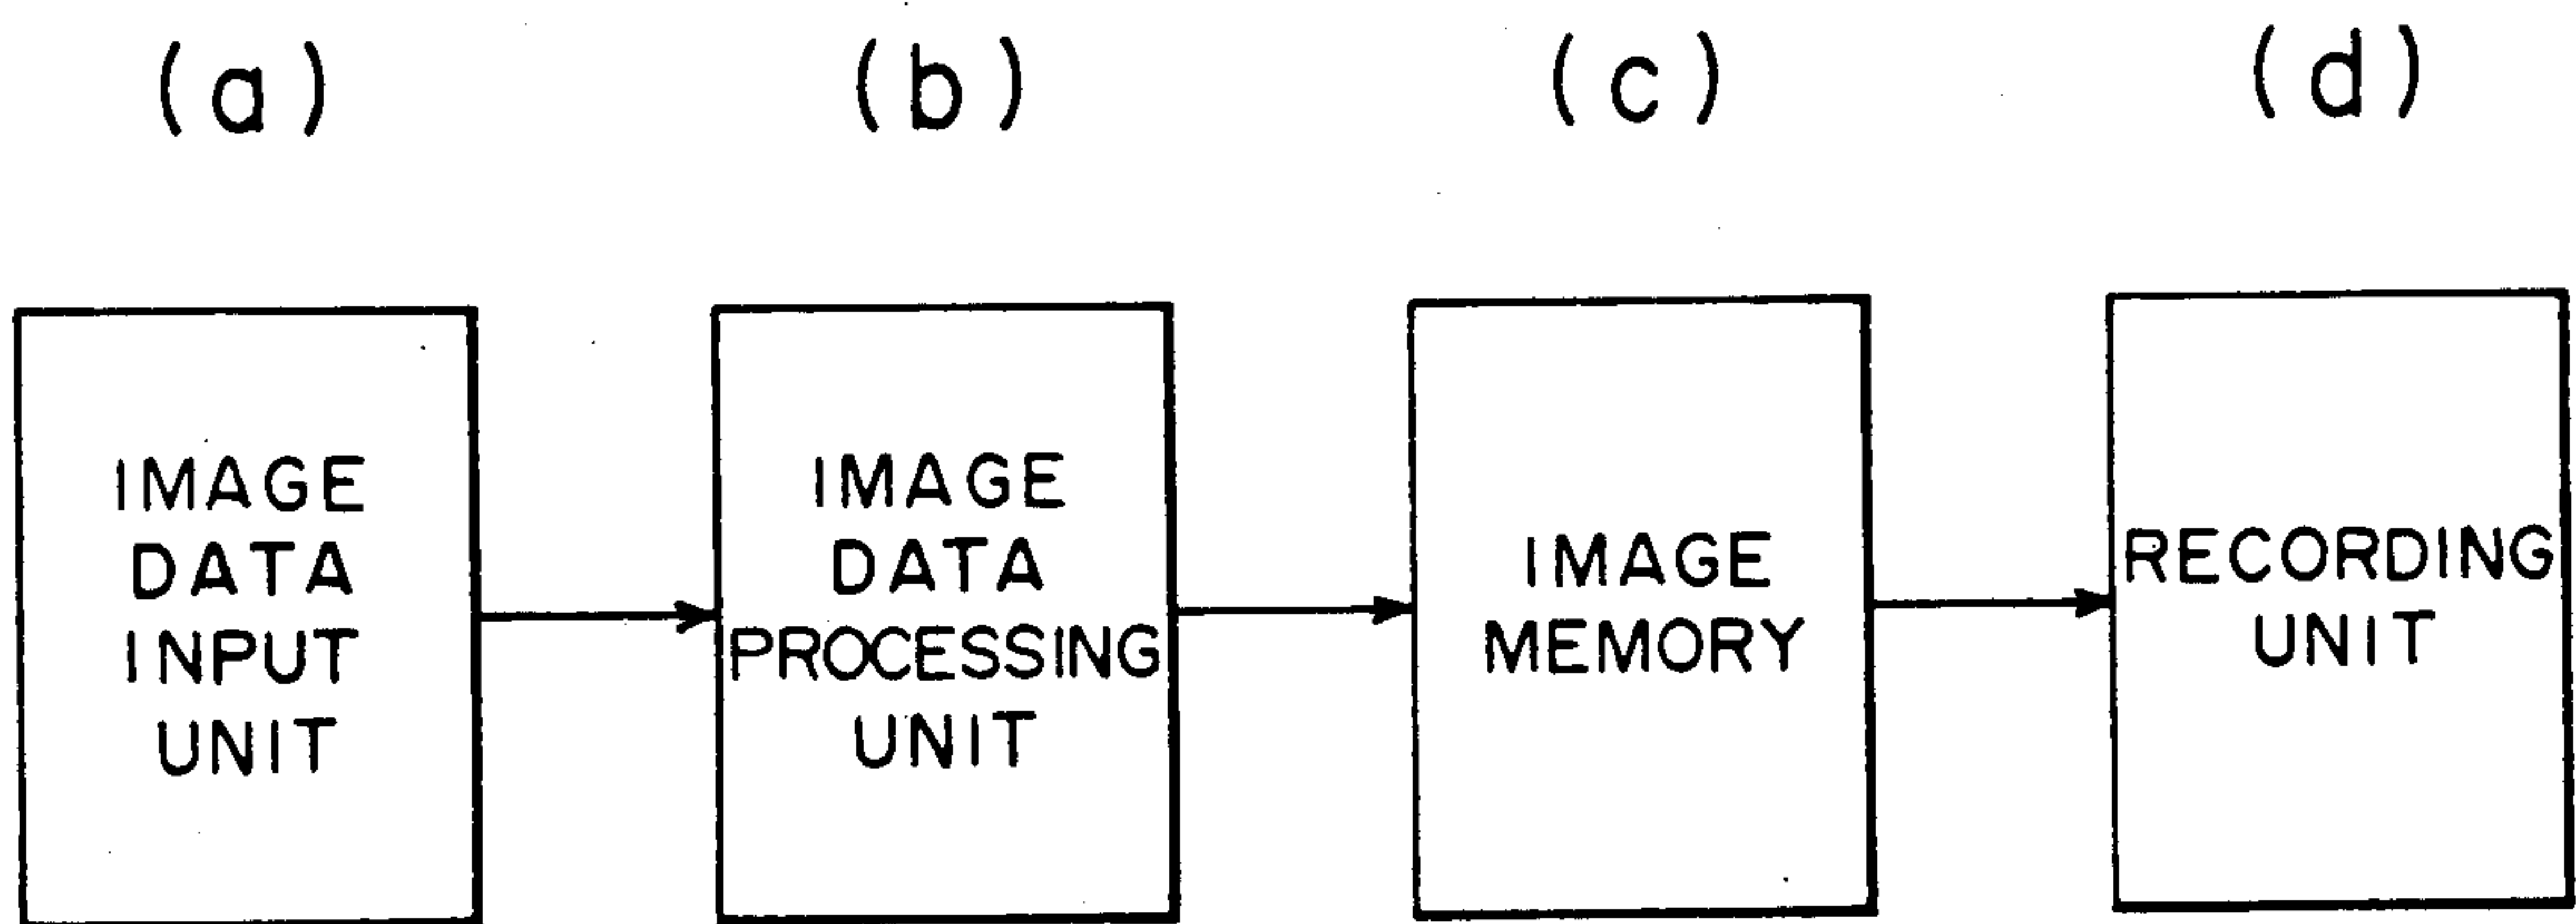 (a)
(b)
(c)
(d)
IMAGE
DATA
INPUT
UNIT
IMAGE
DATA
PROCESSING
UNIT
IMAGE
MEMORY
RECORDING
UNIT